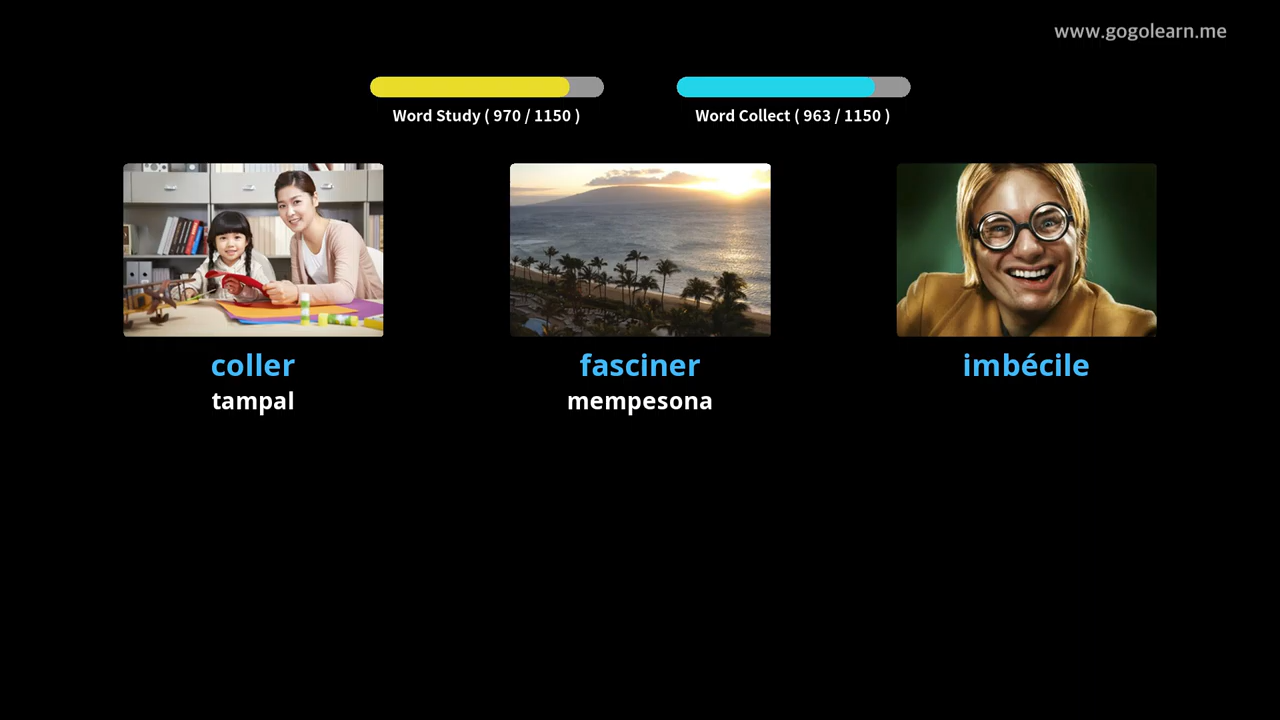 www.gogolearn.me
Word Study ( 970 / 1150 )
Word Collect ( 963 / 1150 )
coller
fasciner
imbécile
tampal
mempesona